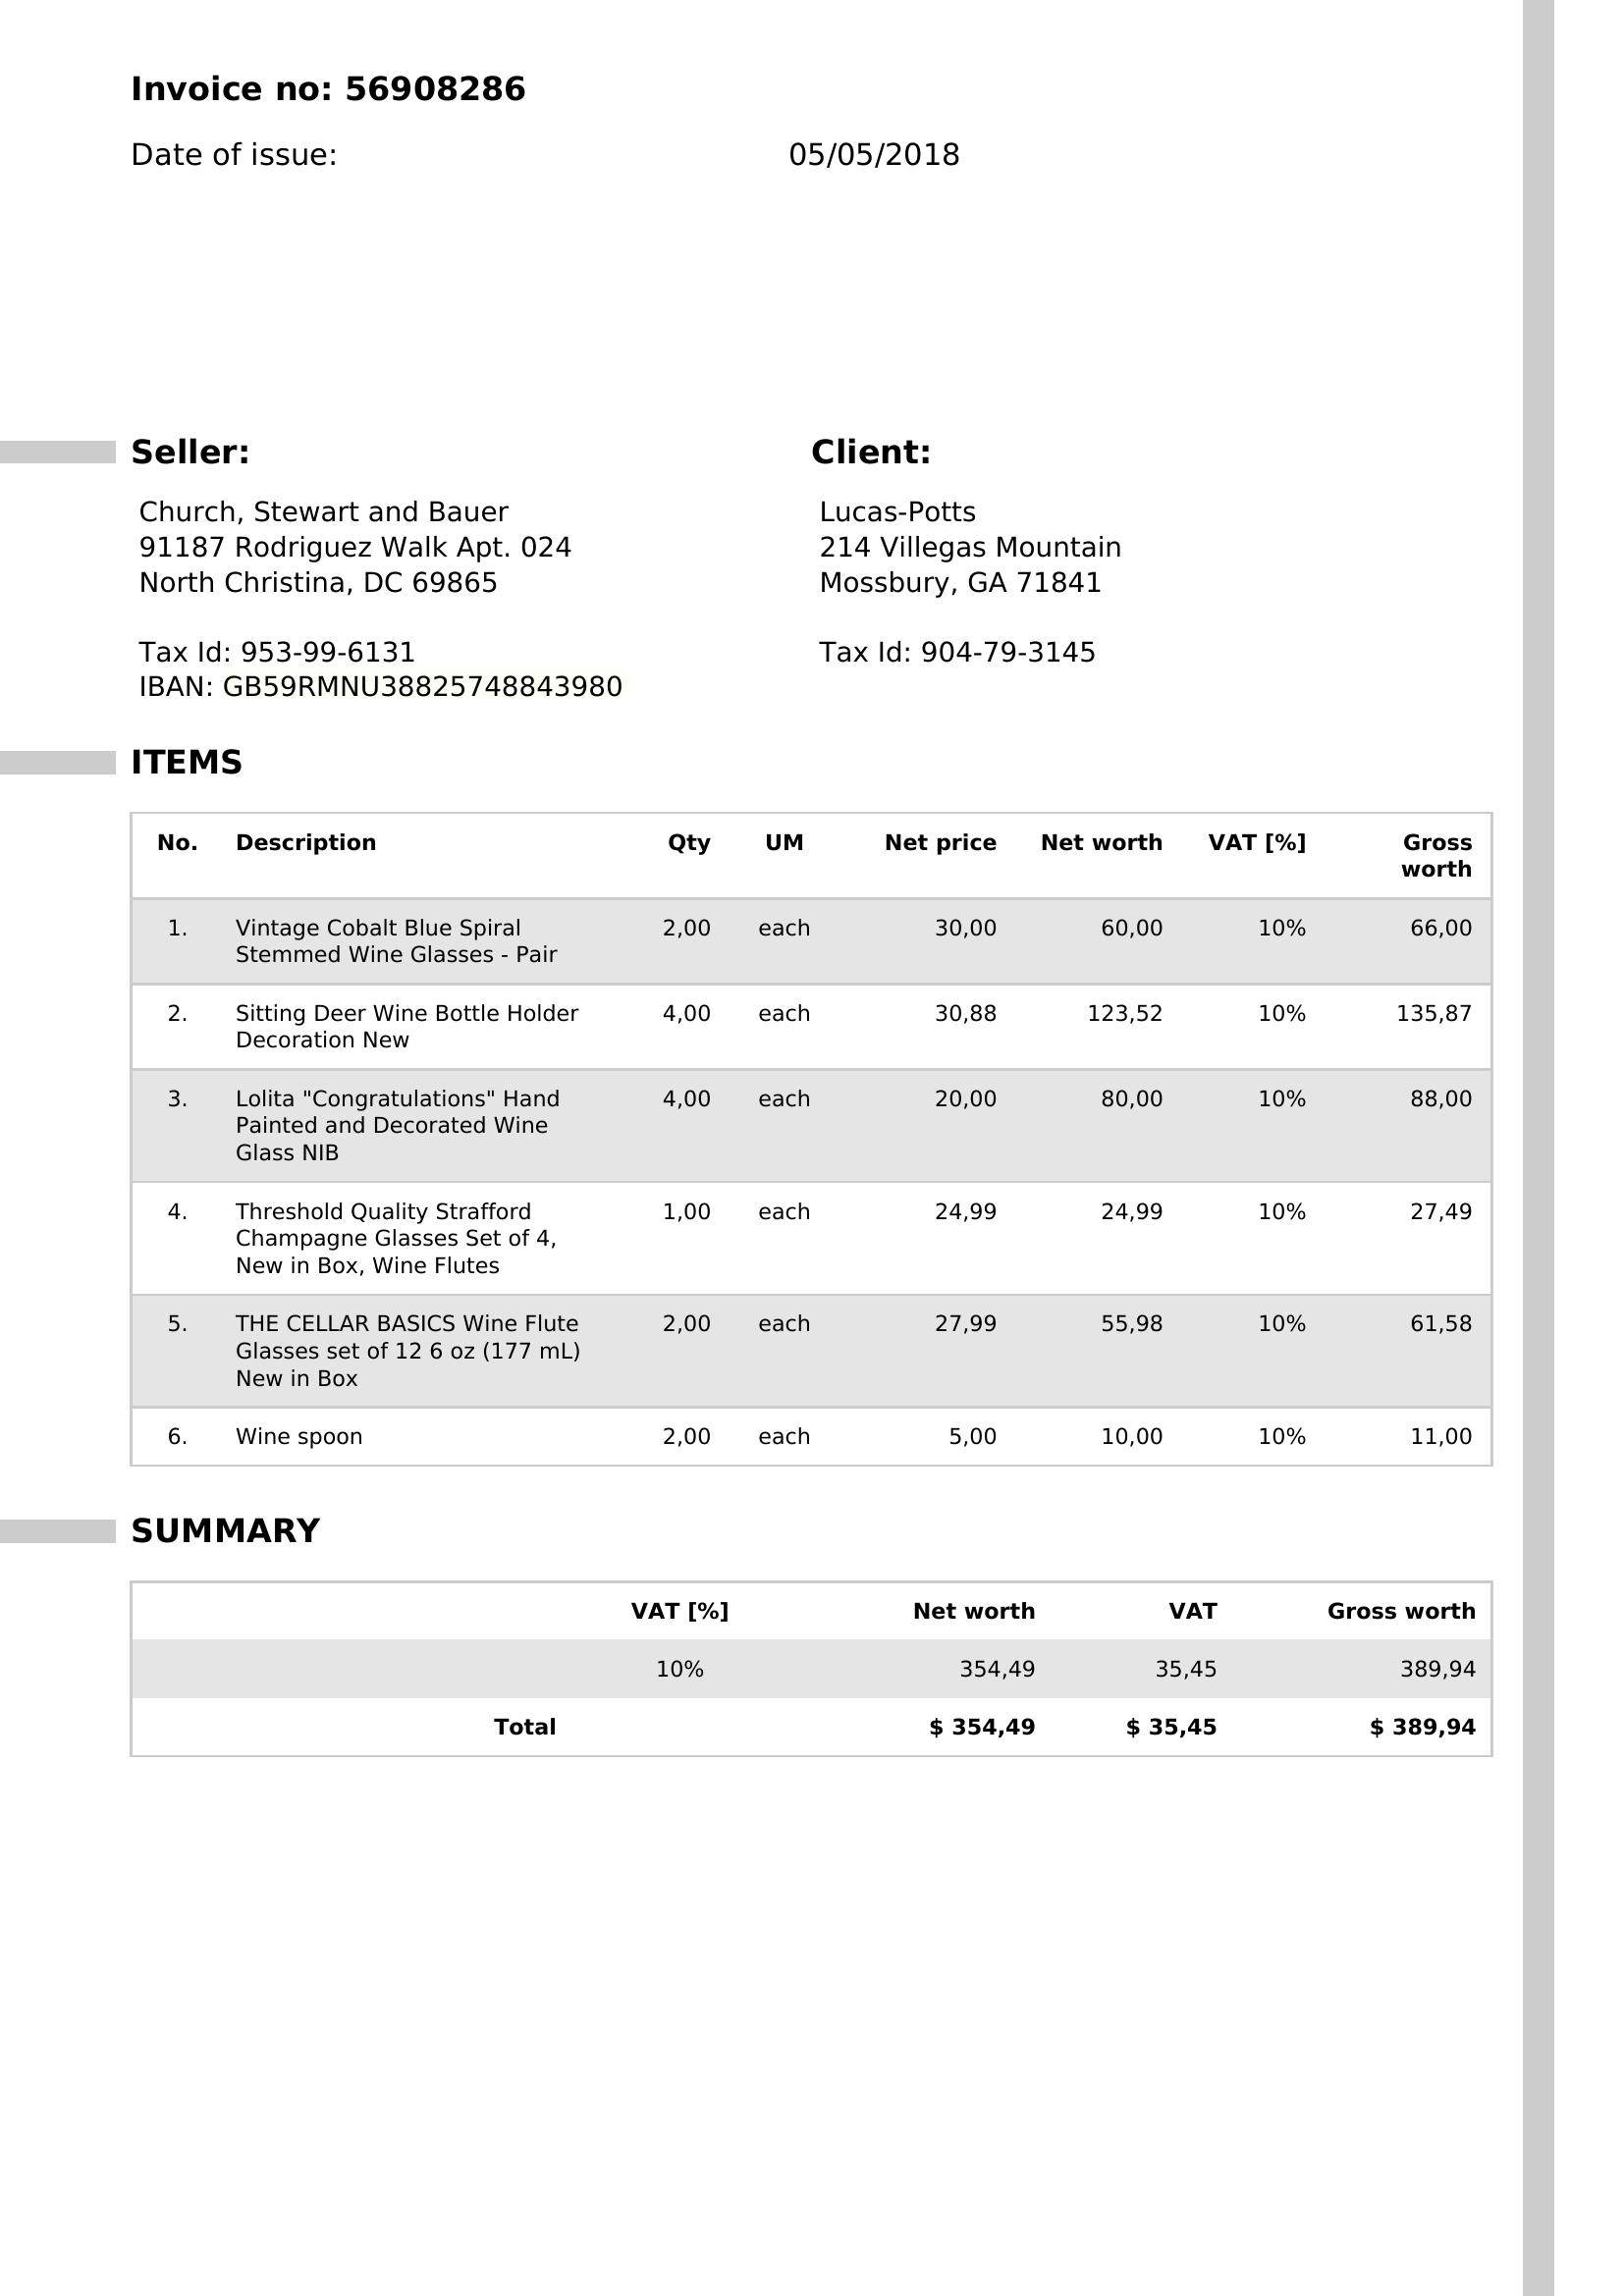 Invoice no: 56908286
Date of issue: 05/05/2018
Seller: Client:
Church, Stewart and Bauer Lucas-Potts
91187 Rodriguez Walk Apt. 024 214 Villegas Mountain
North Christina, DC 69865 Mossbury, GA 71841
Tax Id: 953-99-6131 Tax Id: 904-79-3145
IBAN: GB59RMNU38825748843980
ITEMS
No. Description Qty UM Net price Net worth VAT [%] Gross
worth
1. Vintage Cobalt Blue Spiral 2,00 each 30,00 60,00 10% 66,00
Stemmed Wine Glasses - Pair
2. Sitting Deer Wine Bottle Holder 4,00 each 30,88 123,52 10% 135,87
Decoration New
3. Lolita "Congratulations" Hand 4,00 each 20,00 80,00 10% 88,00
Painted and Decorated Wine
Glass NIB
4. Threshold Quality Strafford 1,00 each 24,99 24,99 10% 27,49
Champagne Glasses Set of 4,
New in Box, Wine Flutes
5. THE CELLAR BASICS Wine Flute 2,00 each 27,99 55,98 10% 61,58
Glasses set of 12 6 oz (177 mL)
New in Box
6. Wine spoon 2,00 each 5,00 10,00 10% 11,00
SUMMARY
VAT [%] Net worth VAT Gross worth
10% 354,49 35,45 389,94
Total $ 354,49 $ 35,45 $ 389,94